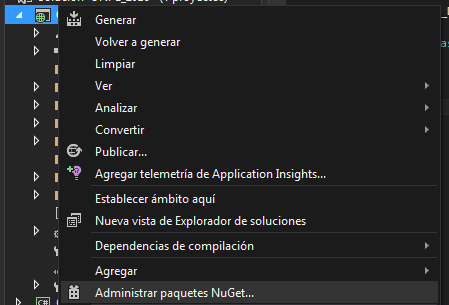 Generar
Volver a generar
Limpiar
Ver
Analizar
Convertir
Publicar...
Agregar telemetría de Application Insights...
Establecer ámbito aquí
Nueva vista de Explorador de soluciones
Dependencias de compilación
Agregar
Administrar paquetes NuGet...